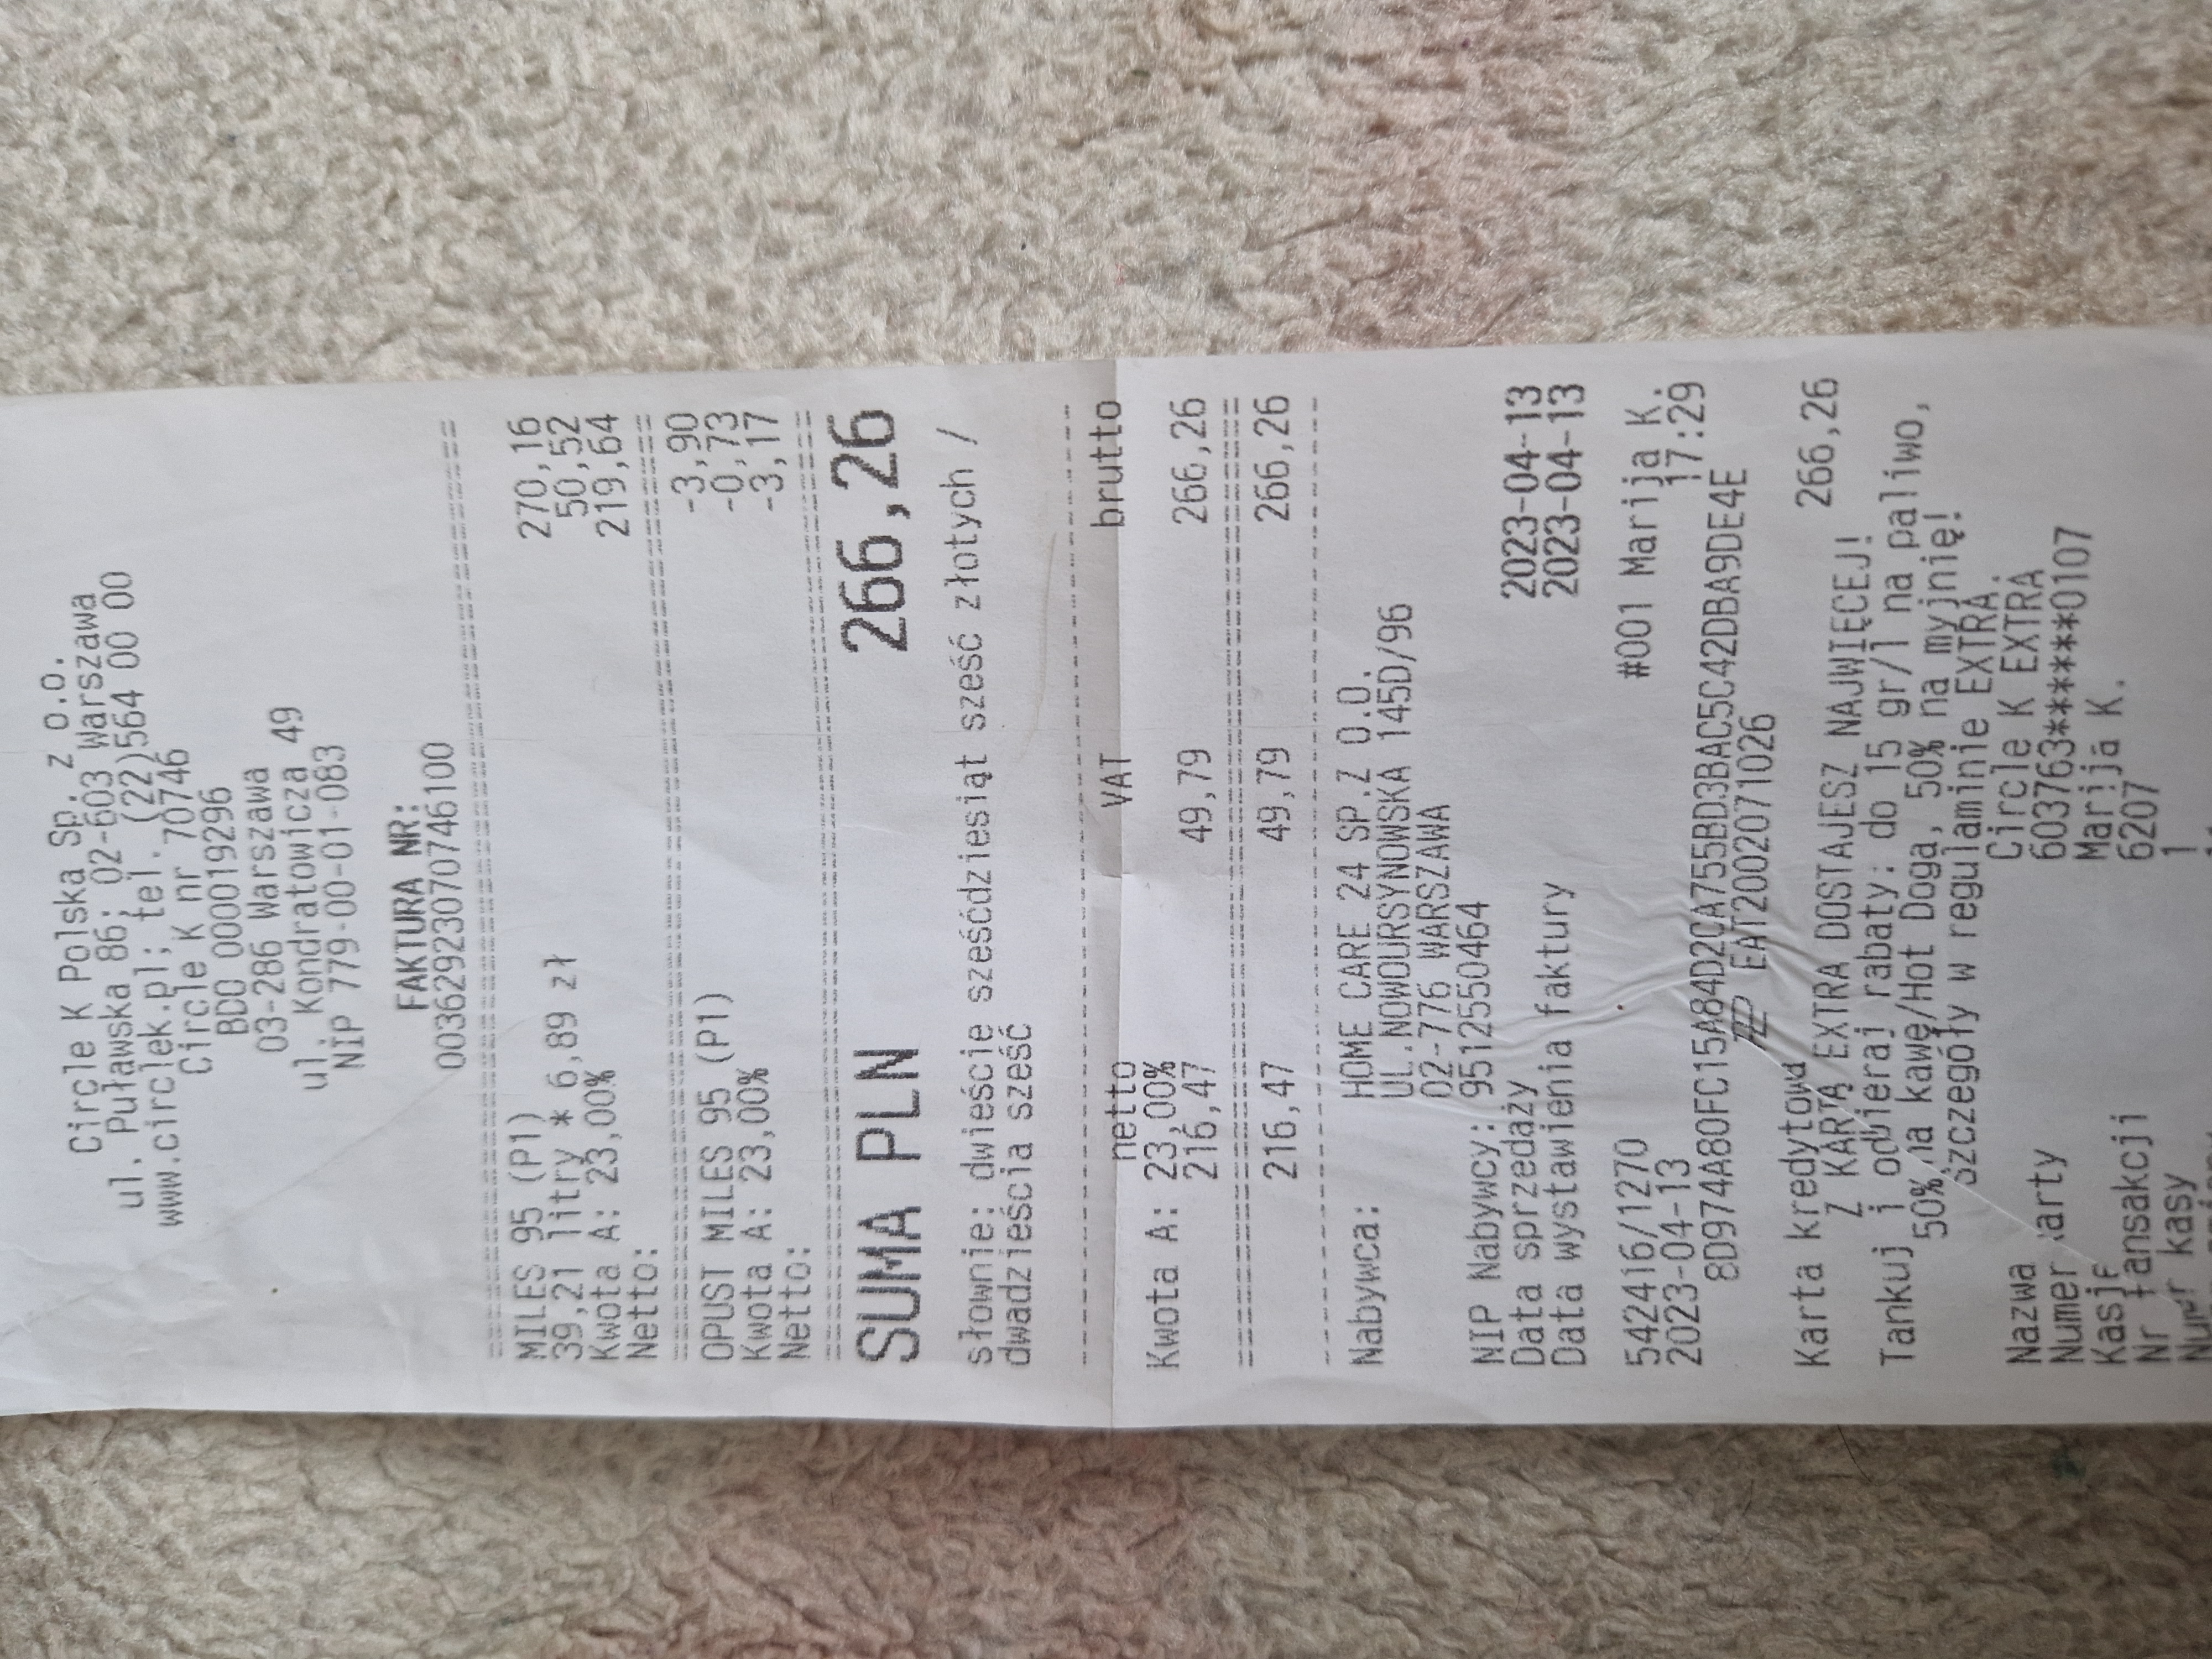 Circle K Polska Sp. z o.o.
ul. Puławska 86; 02-603 Warszawa
www.circlek.pl; tel. (22)564 00 00
Circle K nr 70746
BDO 000019296
03-286 Warszawa
ul. Kondratowicza 49
NIP 779-00-01-083
FAKTURA NR:
00362923070746100
MILES 95 (P1) 270,16
39,21 litry * 6,89 zł
Kwota A: 23,00% 50,52
Netto: 219,64
OPUST MILES 95 (P1) -3,90
Kwota A: 23,00% -0,73
Netto: -3,17
SUMA PLN 266,26
słownie: dwieście sześćdziesiąt sześć złotych /
dwadzieścia sześć
netto VAT brutto
Kwota A: 23,00%
216,47 49,79 266,26
216,47 49,79 266,26
Nabywca: HOME CARE 24 SP.Z O.O.
UL.NOWOURSYNOWSKA 145D/96
02-776 WARSZAWA
NIP Nabywcy: 9512550464
Data sprzedaży 2023-04-13
Data wystawienia faktury 2023-04-13
542416/1270 #001 Marija K.
2023-04-13 17:29
8D974A80FC15A84D2CA755BD3BAC5C42DBA9DE4E
EAT2002071026
Karta kredytowa 266,26
Z KARTĄ EXTRA DOSTAJESZ NAJWIĘCEJ!
Tankuj i odbieraj rabaty: do 15 gr/l na paliwo,
50% na kawę/Hot Doga, 50% na myjnię!
Szczegóły w regulaminie EXTRA.
Nazwa Circle K EXTRA
Numer karty 603763******0107
Kasje Marija K.
Nr transakcji 6207
Numer kasy 1